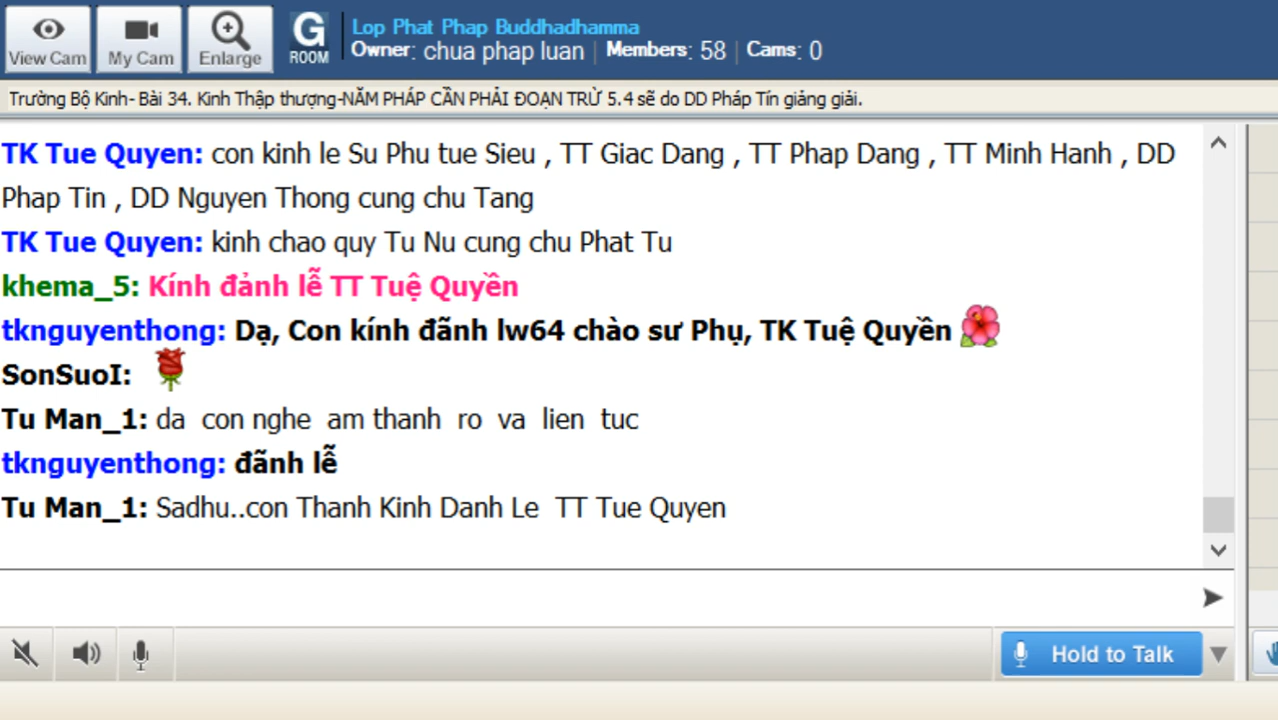 View Cam
My Cam
Enlarge
G
ROOM
Lop Phat Phap Buddhadhamma
Owner: chua phap luan | Members: 58 | Cams: 0
Trường Bộ Kinh- Bài 34. Kinh Thập thượng-NĂM PHÁP CẦN PHẢI ĐOẠN TRỪ 5.4 sẽ do DD Pháp Tín giảng giải.
TK Tue Quyen: con kinh le Su Phu tue Sieu , TT Giac Dang , TT Phap Dang , TT Minh Hanh , DD
Phap Tin , DD Nguyen Thong cung chu Tang
TK Tue Quyen: kinh chao quy Tu Nu cung chu Phat Tu
khema_5: Kính đảnh lễ TT Tuệ Quyền
tknguyenthong: Dạ, Con kính đãnh lw64 chào sư Phụ, TK Tuệ Quyền
SonSuoI:
Tu Man_1: da con nghe am thanh ro va lien tuc
tknguyenthong: đãnh lễ
Tu Man_1: Sadhu..con Thanh Kinh Danh Le TT Tue Quyen
Hold to Talk